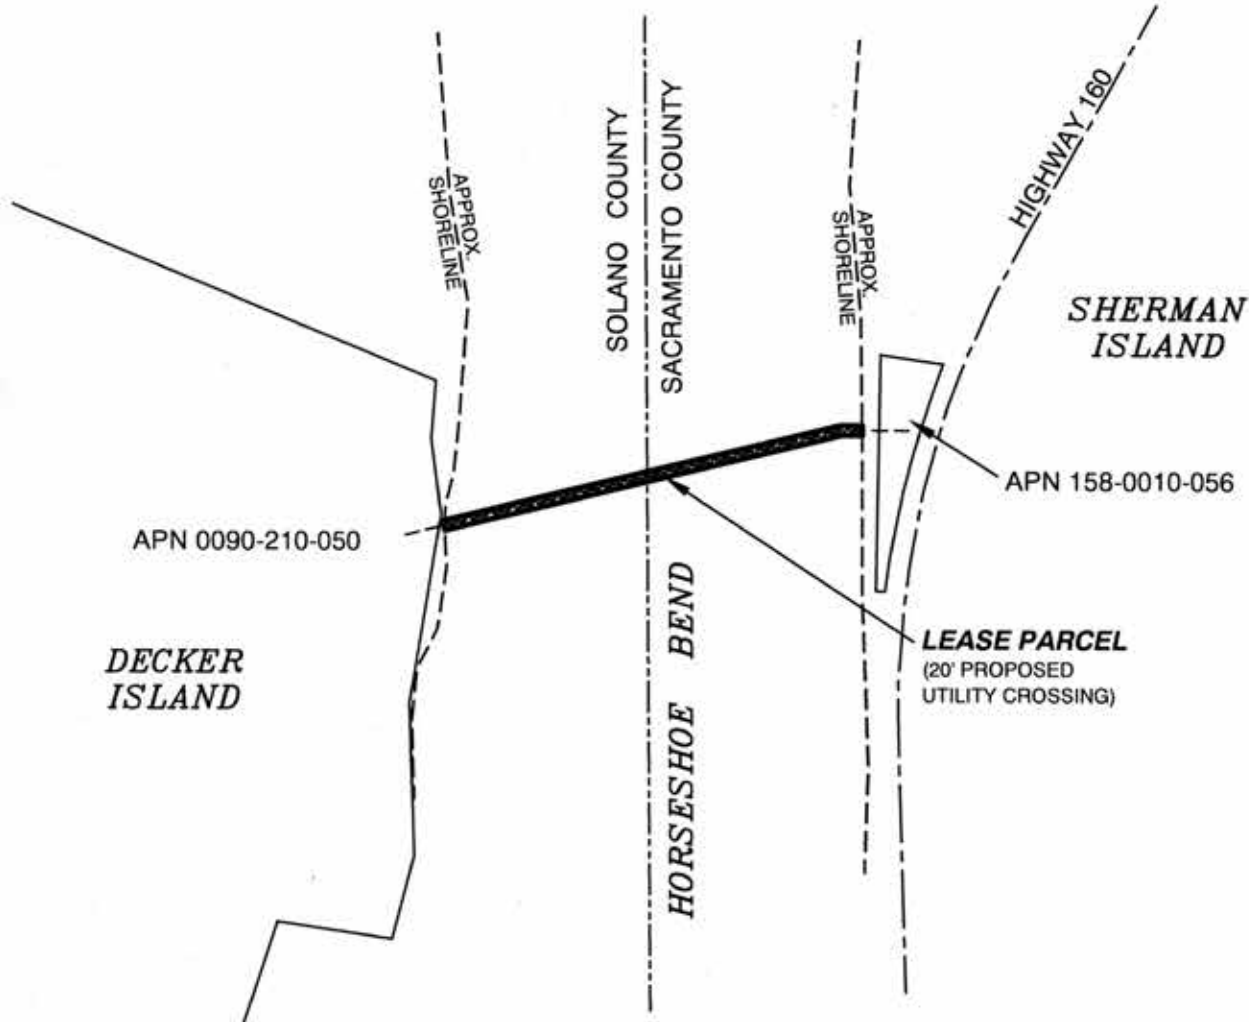 HIGHWAY 160
SOLANO COUNTY
SACRAMENTO COUNTY
APPROX.
SHORELINE
APPROX.
SHORELINE
SHERMAN
ISLAND
APN 158-0010-056
APN 0090-210-050
DECKER
ISLAND
HORSESHOE BEND
LEASE PARCEL
(20' PROPOSED
UTILITY CROSSING)